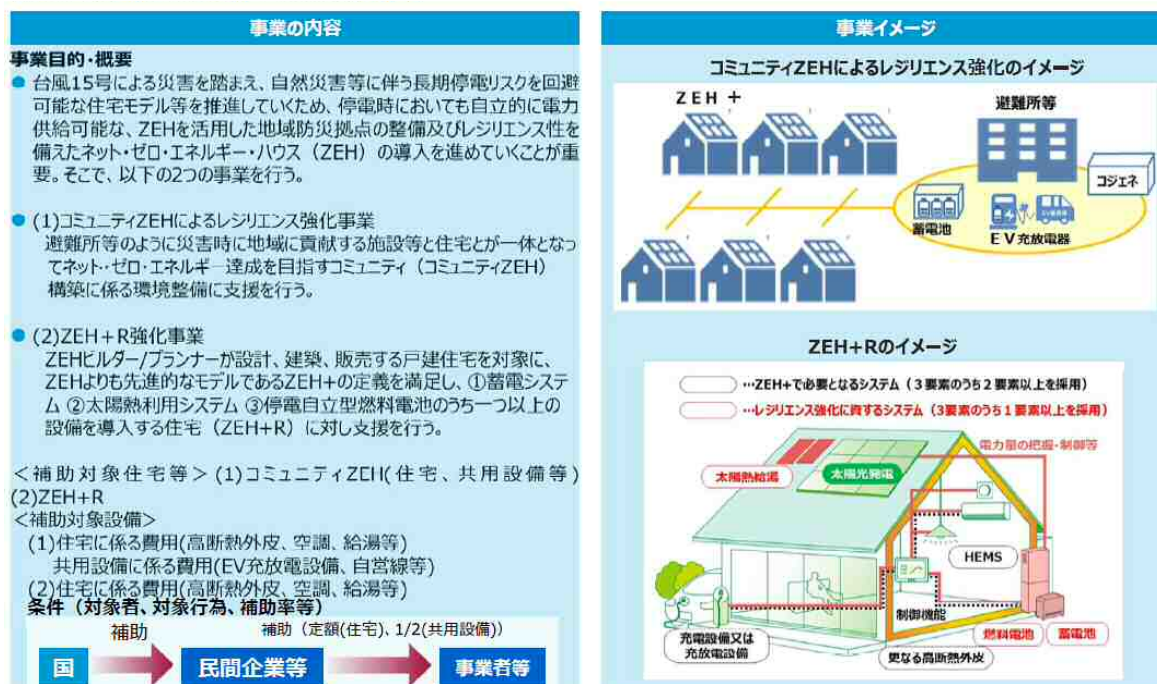 事業の内容
事業目的・概要
● 台風15号による災害を踏まえ、自然災害等に伴う長期停電リスクを回避
可能な住宅モデル等を推進していくため、停電時においても自立的に電力
供給可能な、ZEHを活用した地域防災拠点の整備及びレジリエンス性を
備えたネット・ゼロ・エネルギー・ハウス（ZEH）の導入を進めていくことが重
要。そこで、以下の2つの事業を行う。
● (1)コミュニティZEHによるレジリエンス強化事業
避難所等のように災害時に地域に貢献する施設等と住宅とが一体となっ
てネット・ゼロ・エネルギー達成を目指すコミュニティ（コミュニティZEH）
構築に係る環境整備に支援を行う。
● (2)ZEH+R強化事業
ZEHビルダー/プランナーが設計、建築、販売する戸建住宅を対象に、
ZEHよりも先進的なモデルであるZEH+の定義を満足し、①蓄電システ
ム ②太陽熱利用システム ③停電自立型燃料電池のうち一つ以上の
設備を導入する住宅（ZEH+R）に対し支援を行う。
＜補助対象住宅等＞(1)コミュニティZEH(住宅、共用設備等)
(2)ZEH+R
＜補助対象設備＞
(1)住宅に係る費用(高断熱外皮、空調、給湯等)
共用設備に係る費用(EV充放電設備、自営線等)
(2)住宅に係る費用(高断熱外皮、空調、給湯等)
条件（対象者、対象行為、補助率等）
補助
補助（定額(住宅)、1/2(共用設備)）
国
民間企業等
事業者等
事業イメージ
コミュニティZEHによるレジリエンス強化のイメージ
ZEH＋
避難所等
コジェネ
蓄電池
EV充放電器
ZEH+Rのイメージ
…ZEH+で必要となるシステム（3要素のうち2要素以上を採用）
…レジリエンス強化に資するシステム（3要素のうち1要素以上を採用）
電力量の把握・制御等
太陽熱給湯
太陽光発電
HEMS
制御機能
充電設備又は
充放電設備
燃料電池
蓄電池
更なる高断熱外皮